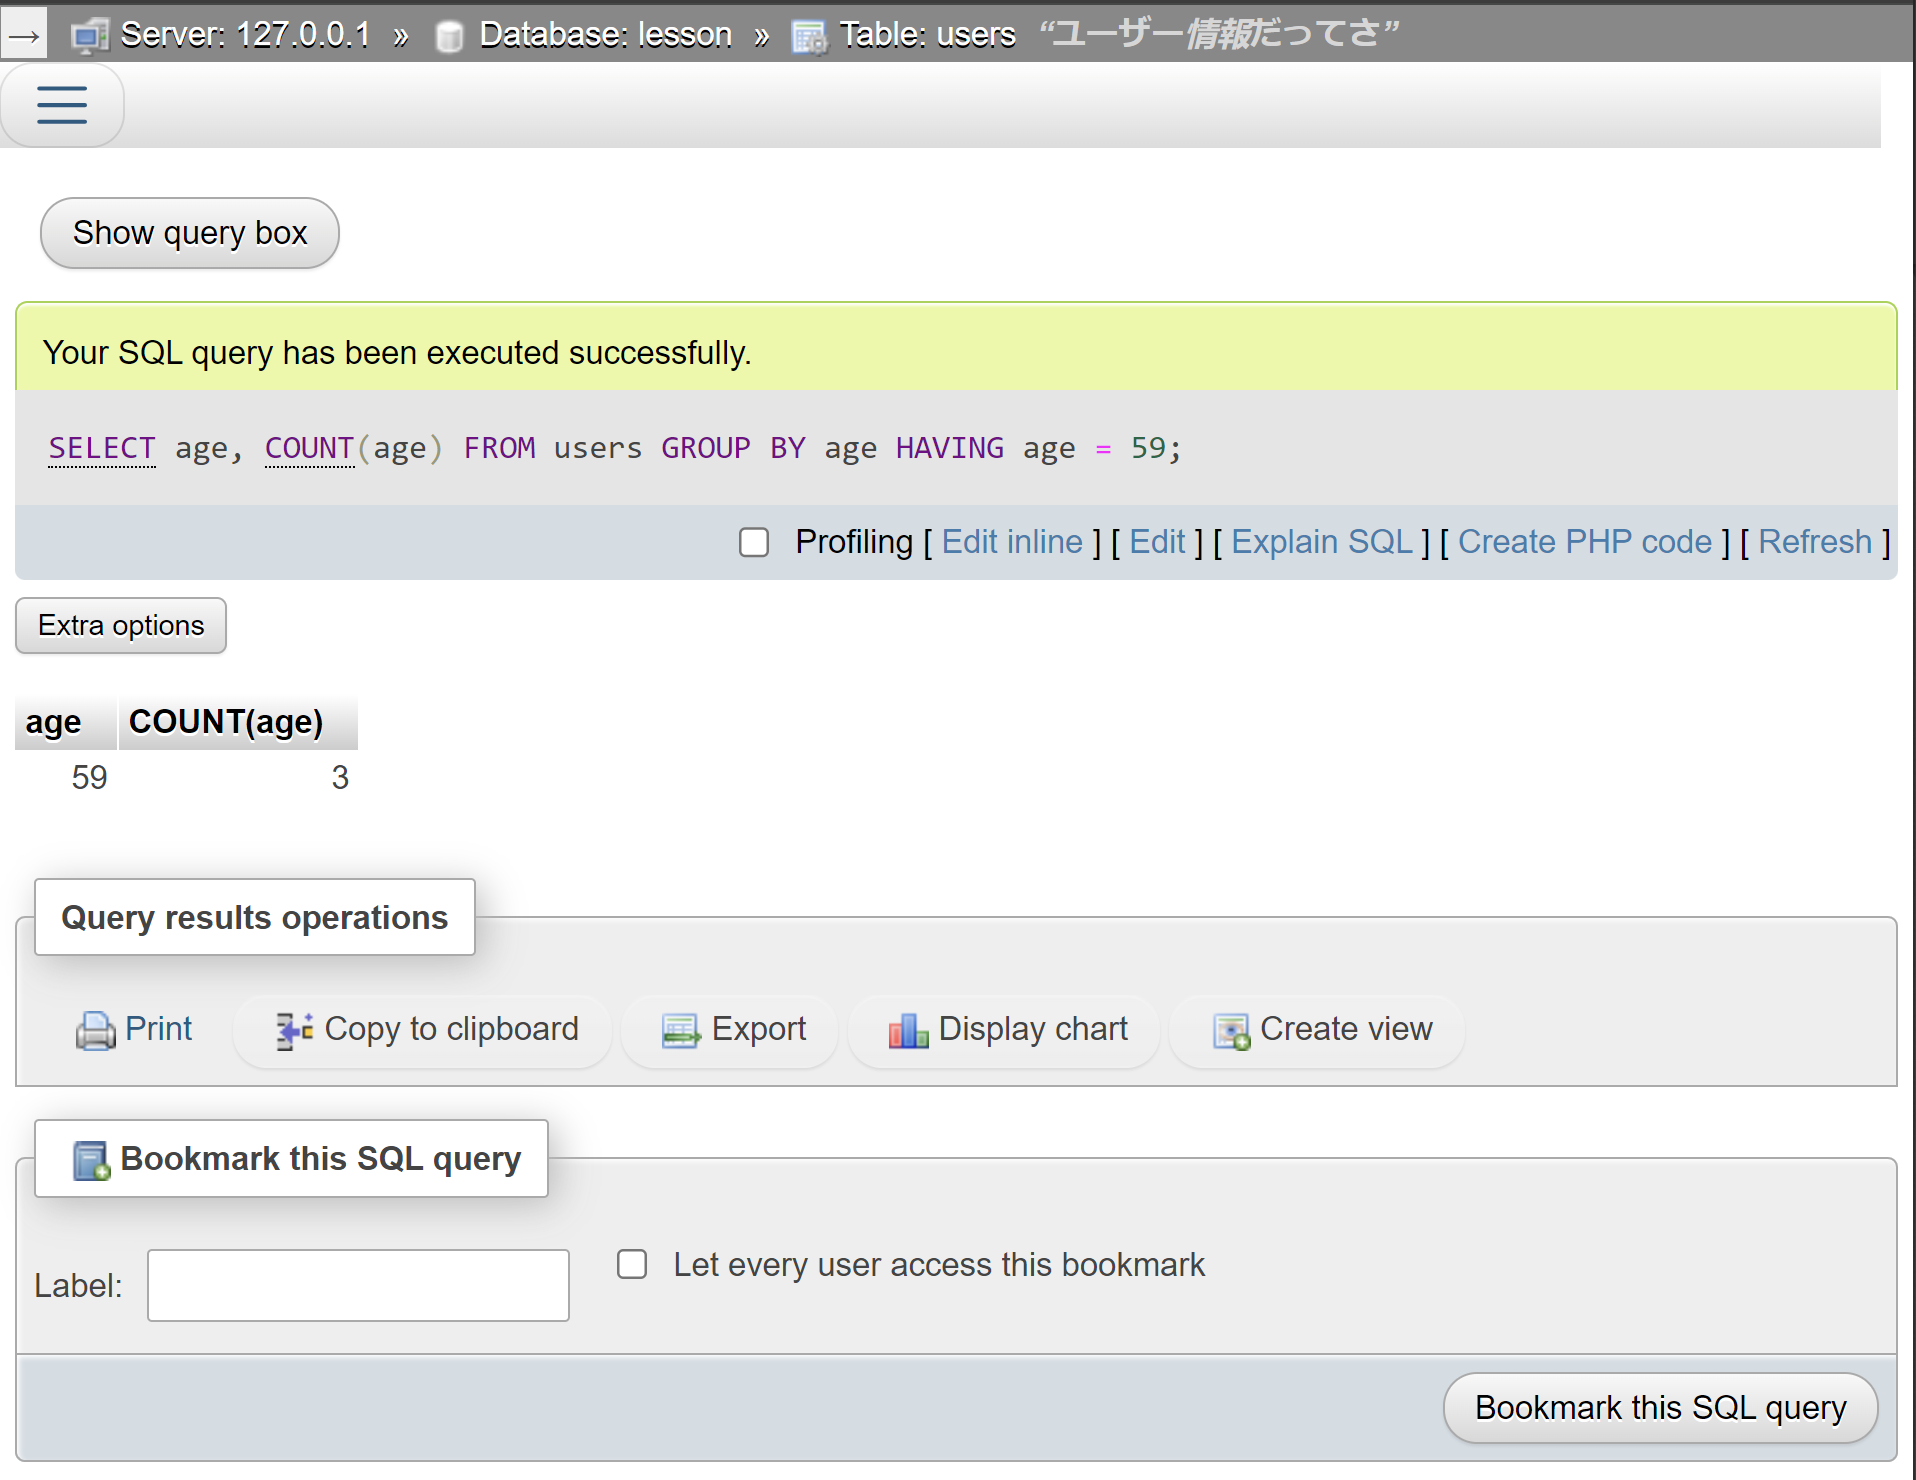 → Server: 127.0.0.1 » Database: lesson » Table: users “ユーザー情報だってさ”
Show query box
Your SQL query has been executed successfully.
SELECT age, COUNT(age) FROM users GROUP BY age HAVING age = 59;
Profiling [ Edit inline ] [ Edit ] [ Explain SQL ] [ Create PHP code ] [ Refresh ]
Extra options
age COUNT(age)
59 3
Query results operations
Print Copy to clipboard Export Display chart Create view
Bookmark this SQL query
Label: Let every user access this bookmark
Bookmark this SQL query